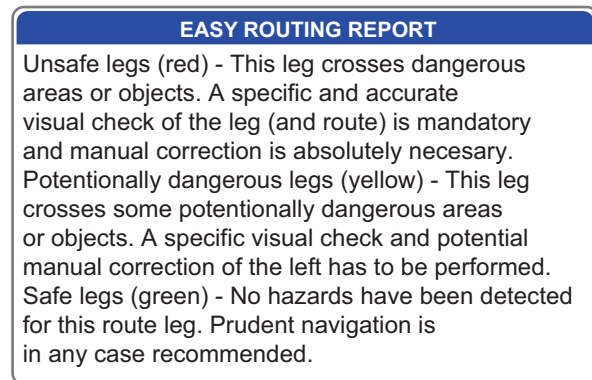 EASY ROUTING REPORT
Unsafe legs (red) - This leg crosses dangerous
areas or objects. A specific and accurate
visual check of the leg (and route) is mandatory
and manual correction is absolutely necesary.
Potentially dangerous legs (yellow) - This leg
crosses some potentially dangerous areas
or objects. A specific visual check and potential
manual correction of the left has to be performed.
Safe legs (green) - No hazards have been detected
for this route leg. Prudent navigation is
in any case recommended.